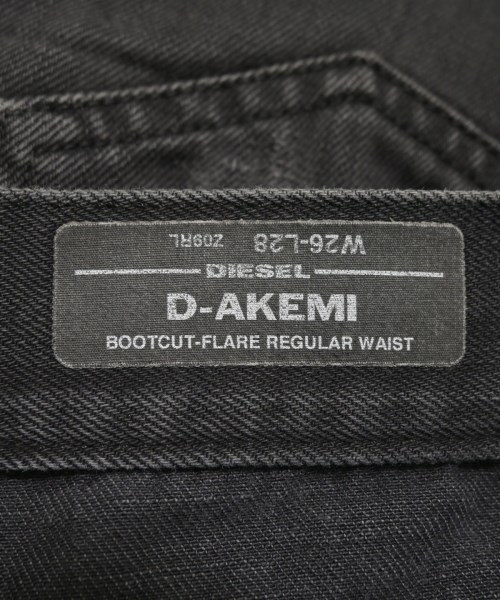 W26-L28 Z09RL
DIESEL
D-AKEMI
BOOTCUT-FLARE REGULAR WAIST